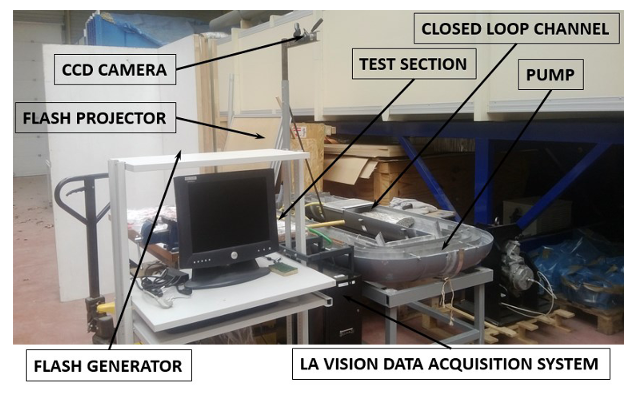 CLOSED LOOP CHANNEL
CCD CAMERA
TEST SECTION
PUMP
FLASH PROJECTOR
FLASH GENERATOR
LA VISION DATA ACQUISITION SYSTEM